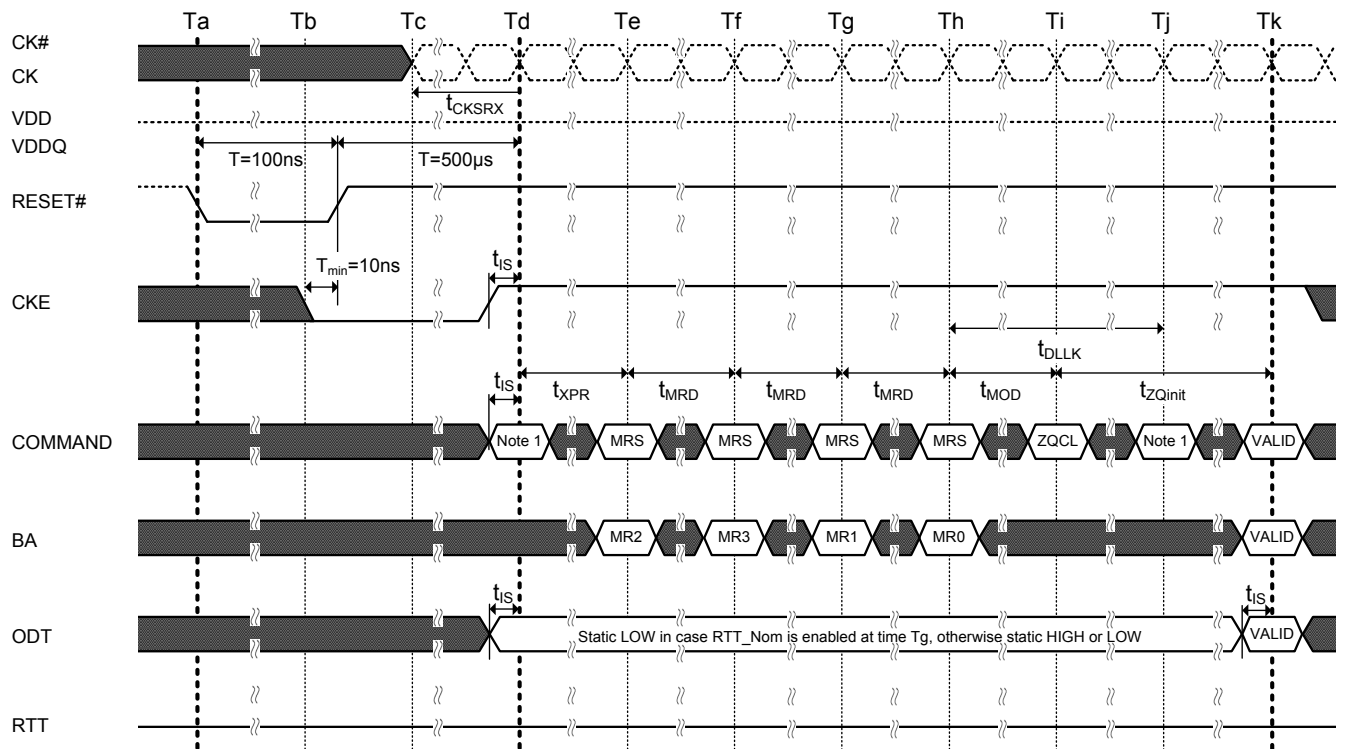 Ta Tb Tc Td Te Tf Tg Th Ti Tj Tk
CK#
CK
tCKSRX
VDD
VDDQ
T=100ns T=500µs
RESET#
Tmin=10ns tIS
CKE
tDLLK
tIS tXPR tMRD tMRD tMRD tMOD tZQinit
COMMAND Note 1 MRS MRS MRS MRS ZQCL Note 1 VALID
BA MR2 MR3 MR1 MR0 VALID
tIS tIS
ODT Static LOW in case RTT_Nom is enabled at time Tg, otherwise static HIGH or LOW VALID
RTT